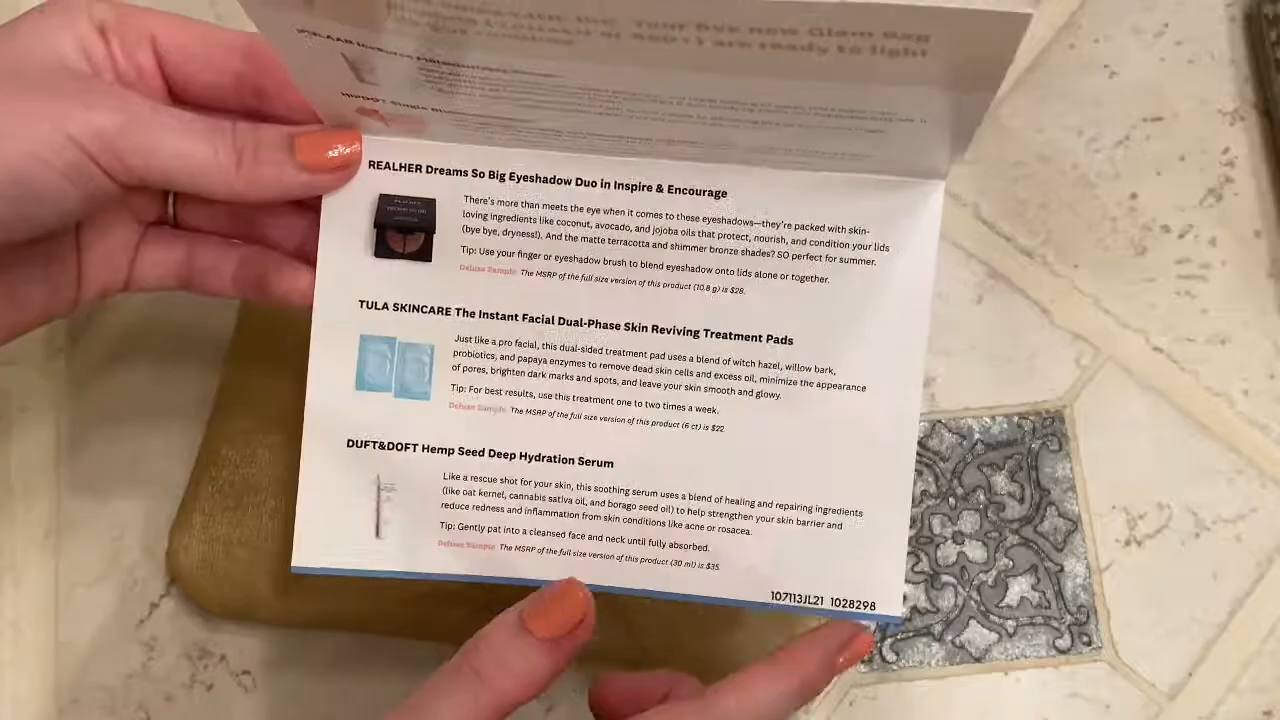 Your five new Glam Bag
are ready to light
HIPDOT Simple
REALHER Dreams So Big Eyeshadow Duo in Inspire & Encourage
There's more than meets the eye when it comes to these eyeshadows—they're packed with skin-
loving ingredients like coconut, avocado, and jojoba oils that protect, nourish, and condition your lids
(bye bye, dryness!). And the matte terracotta and shimmer bronze shades? SO perfect for summer.
Tip: Use your finger or eyeshadow brush to blend eyeshadow onto lids alone or together.
Deluxe Sample The MSRP of the full size version of this product (10.8 g) is $28.
TULA SKINCARE The Instant Facial Dual-Phase Skin Reviving Treatment Pads
Just like a pro facial, this dual-sided treatment pad uses a blend of witch hazel, willow bark,
probiotics, and papaya enzymes to remove dead skin cells and excess oil, minimize the appearance
of pores, brighten dark marks and spots, and leave your skin smooth and glowy.
Tip: For best results, use this treatment one to two times a week.
Deluxe Sample The MSRP of the full size version of this product (6 ct) is $22
DUFT&DOFT Hemp Seed Deep Hydration Serum
Like a rescue shot for your skin, this soothing serum uses a blend of healing and repairing ingredients
(like oat kernel, cannabis sativa oil, and borago seed oil) to help strengthen your skin barrier and
reduce redness and inflammation from skin conditions like acne or rosacea.
Tip: Gently pat into a cleansed face and neck until fully absorbed.
Deluxe Sample The MSRP of the full size version of this product (30 ml) is $35.
107113JL21 1028298